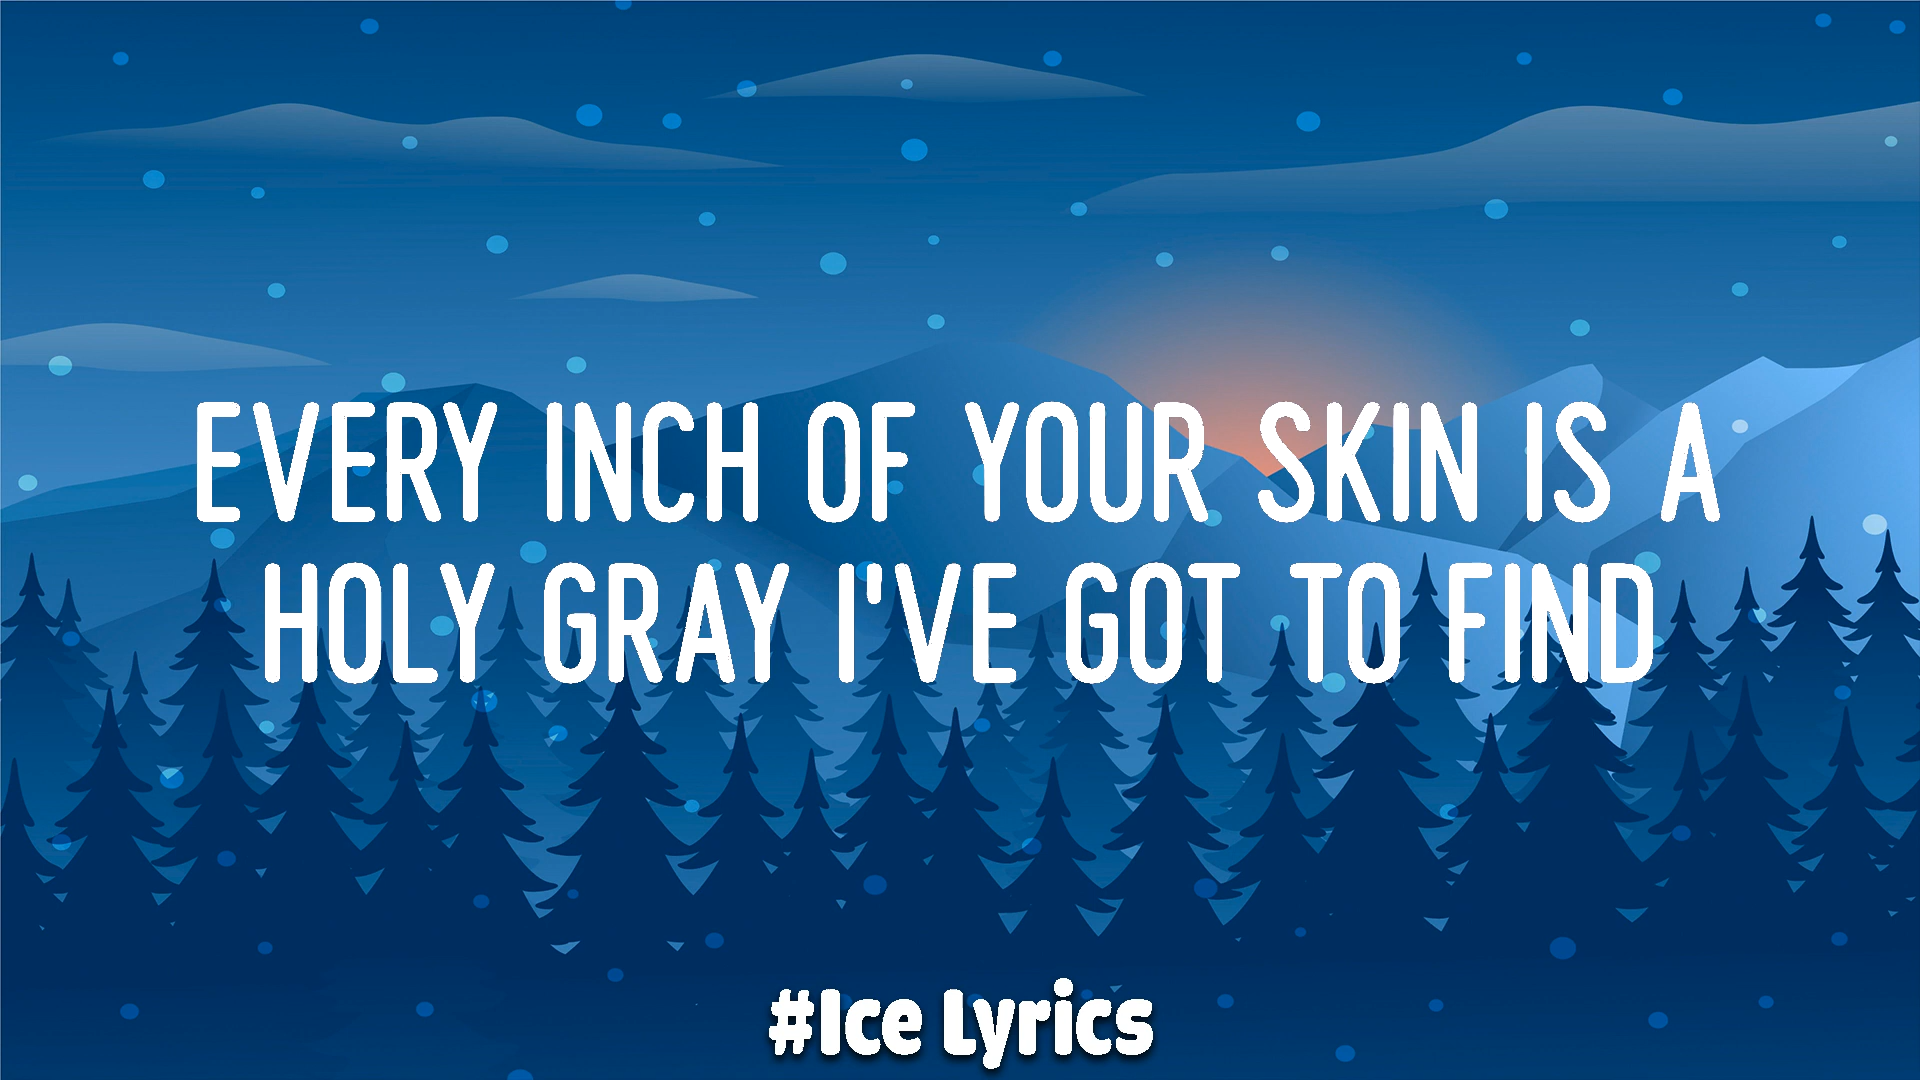 EVERY INCH OF YOUR SKIN IS A
HOLY GRAY I'VE GOT TO FIND
#Ice Lyrics